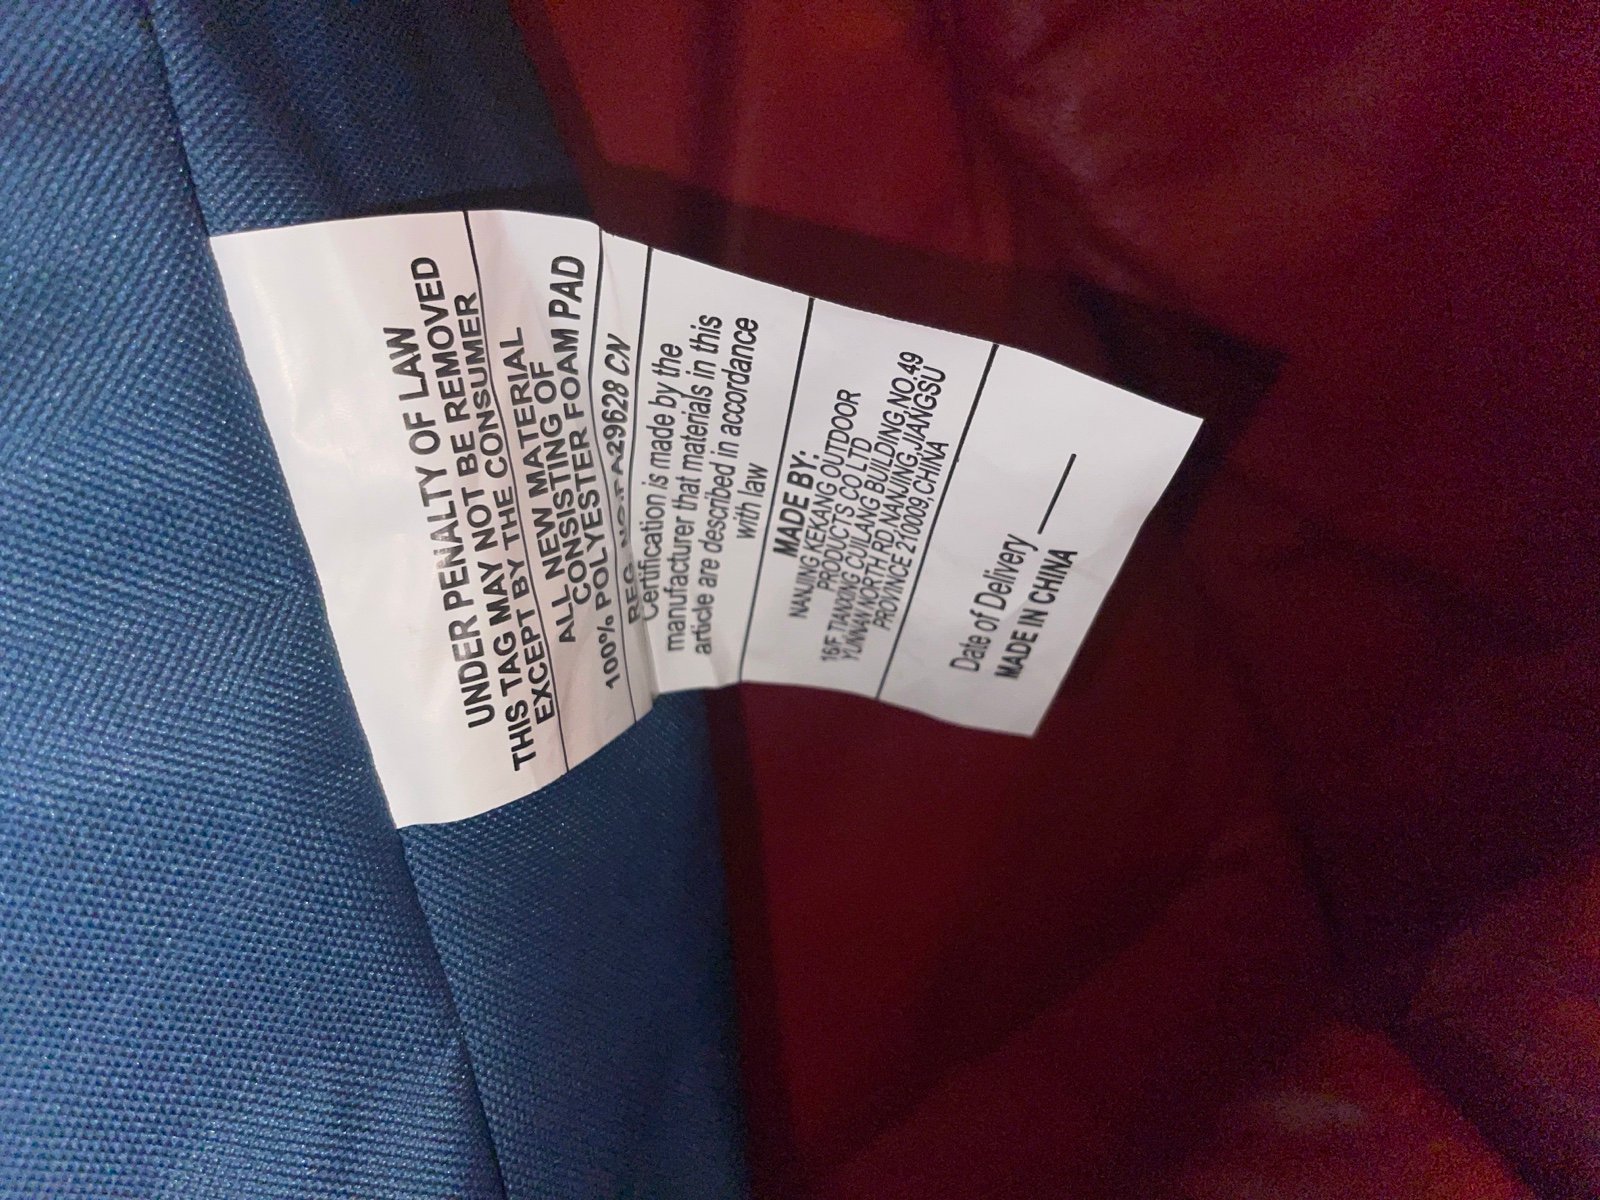 UNDER PENALTY OF LAW
THIS TAG MAY NOT BE REMOVED
EXCEPT BY THE CONSUMER
ALL NEW MATERIAL
CONSISTING OF
100% POLYESTER FOAM PAD
REG. NO.PA29628 CN
Certification is made by the
manufacturer that materials in this
article are described in accordance
with law
MADE BY:
NANJING KEKANG OUTDOOR
PRODUCTS CO LTD
16/F TIANXING CUILANG BUILDING,NO.49
YUNNAN NORTH RD,NANJING,JIANGSU
PROVINCE 210009,CHINA
Date of Delivery
MADE IN CHINA